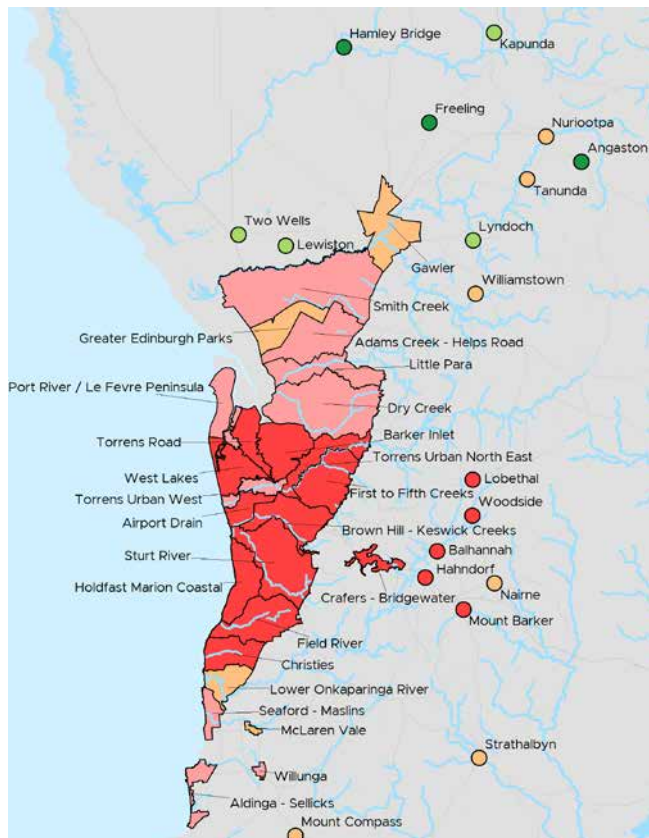 Hamley Bridge
Kapunda
Freeling
Nuriootpa
Angaston
Tanunda
Two Wells
Lewiston
Lyndoch
Gawler
Williamstown
Smith Creek
Greater Edinburgh Parks
Adams Creek - Helps Road
Little Para
Port River / Le Fevre Peninsula
Dry Creek
Torrens Road
Barker Inlet
Torrens Urban North East
West Lakes
Lobethal
First to Fifth Creeks
Torrens Urban West
Woodside
Airport Drain
Brown Hill - Keswick Creeks
Sturt River
Balhannah
Hahndorf
Holdfast Marion Coastal
Nairne
Crafers - Bridgewater
Mount Barker
Field River
Christies
Lower Onkaparinga River
Seaford - Maslins
McLaren Vale
Strathalbyn
Willunga
Aldinga - Sellicks
Mount Compass